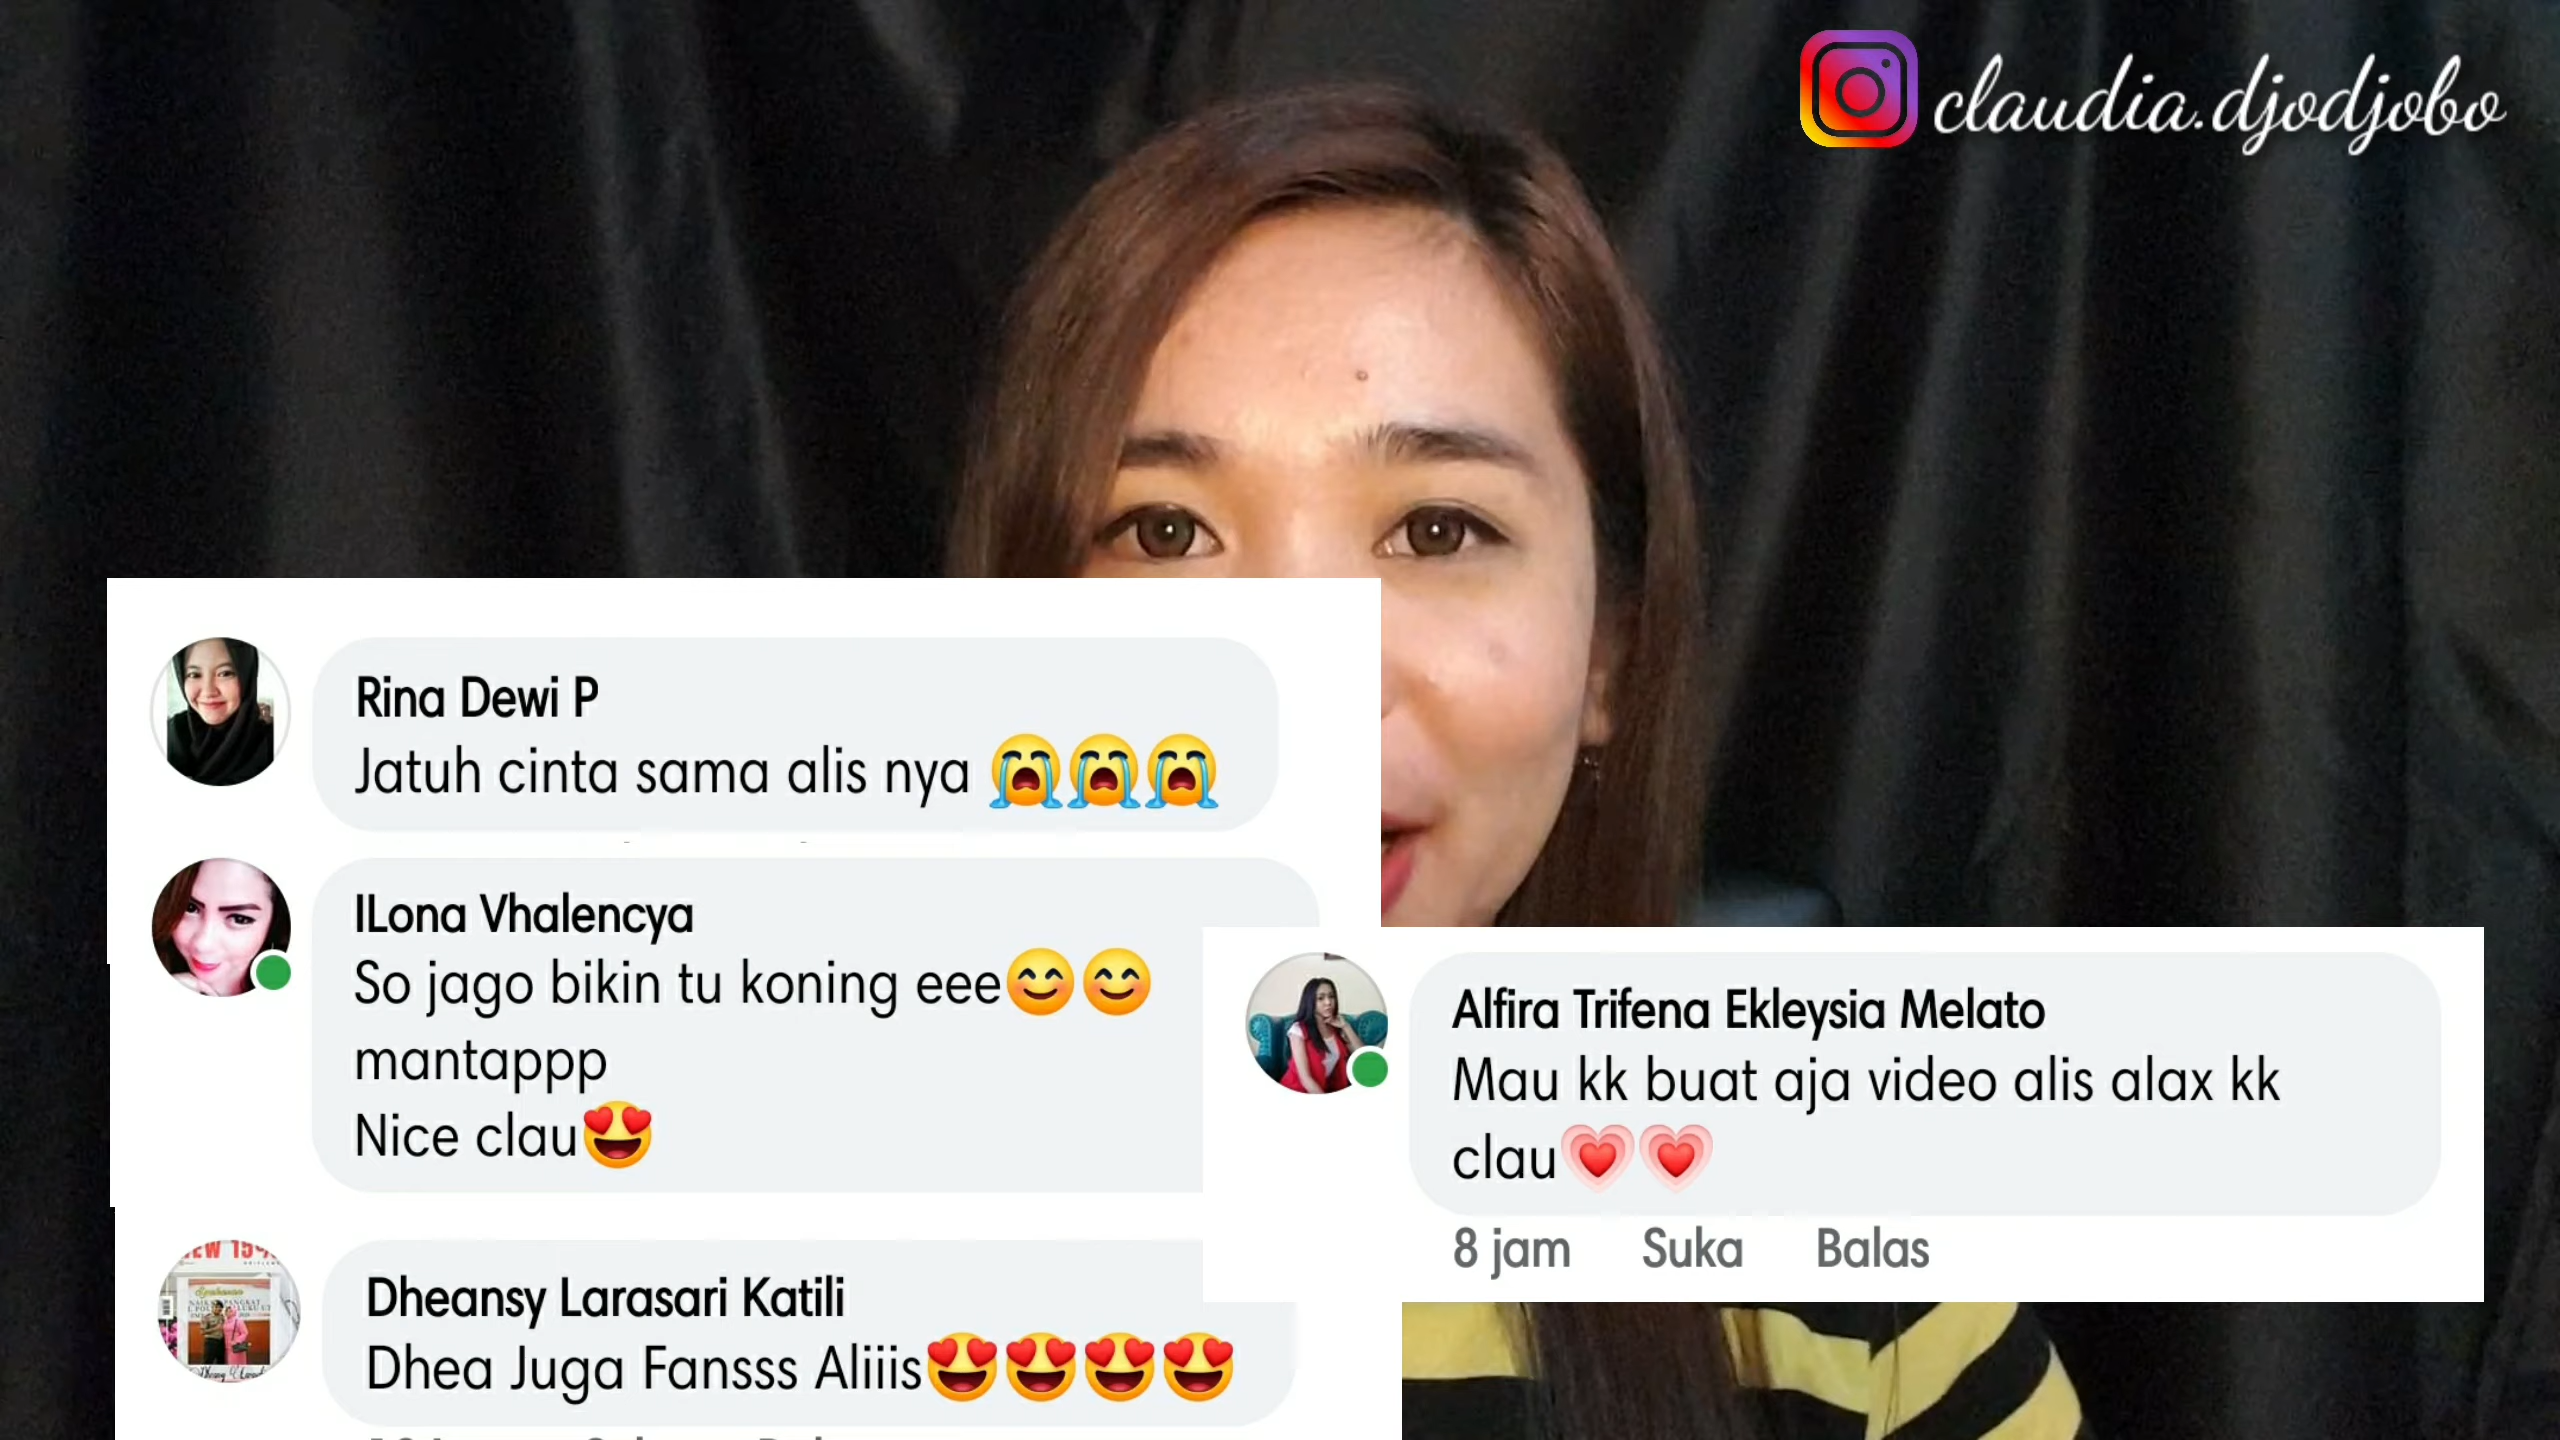 claudia.djodjobo
Rina Dewi P
Jatuh cinta sama alis nya 😭😭😭
ILona Vhalencya
So jago bikin tu koning eee😊😊
mantappp
Nice clau😍
Alfira Trifena Ekleysia Melato
Mau kk buat aja video alis alax kk
clau💗💗
8 jam Suka Balas
Dheansy Larasari Katili
Dhea Juga Fansss Aliiis😍😍😍😍